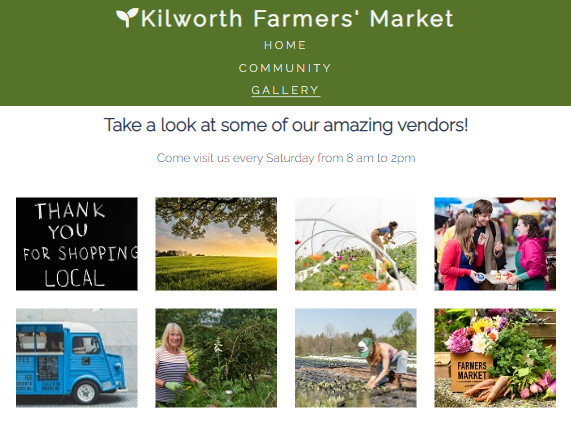 Kilworth Farmers' Market
HOME
COMMUNITY
GALLERY
Take a look at some of our amazing vendors!
Come visit us every Saturday from 8 am to 2pm
THANK
YOU
FOR SHOPPING
LOCAL
FARMERS
MARKET